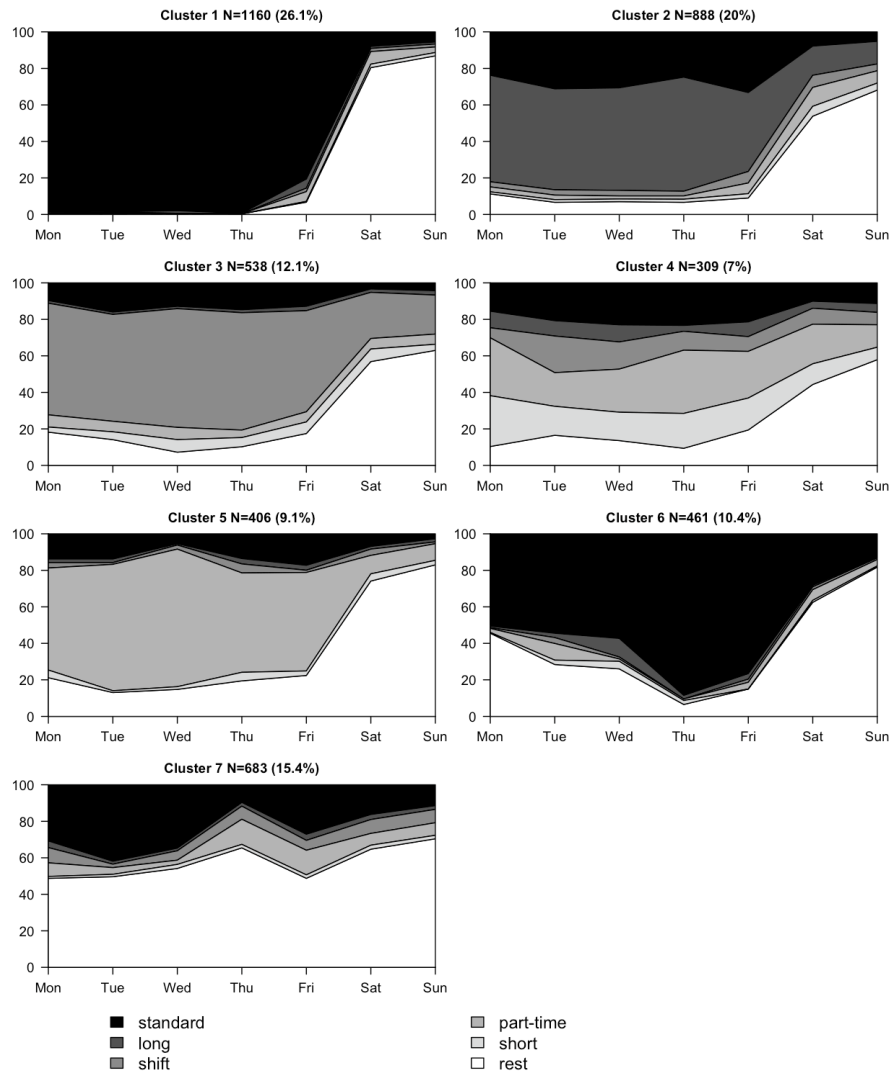 Cluster 1 N=1160 (26.1%)
100
80
60
40
20
0
Mon Tue Wed Thu Fri Sat Sun
Cluster 2 N=888 (20%)
100
80
60
40
20
0
Mon Tue Wed Thu Fri Sat Sun
Cluster 3 N=538 (12.1%)
100
80
60
40
20
0
Mon Tue Wed Thu Fri Sat Sun
Cluster 4 N=309 (7%)
100
80
60
40
20
0
Mon Tue Wed Thu Fri Sat Sun
Cluster 5 N=406 (9.1%)
100
80
60
40
20
0
Mon Tue Wed Thu Fri Sat Sun
Cluster 6 N=461 (10.4%)
100
80
60
40
20
0
Mon Tue Wed Thu Fri Sat Sun
Cluster 7 N=683 (15.4%)
100
80
60
40
20
0
Mon Tue Wed Thu Fri Sat Sun
standard
long
shift
part-time
short
rest